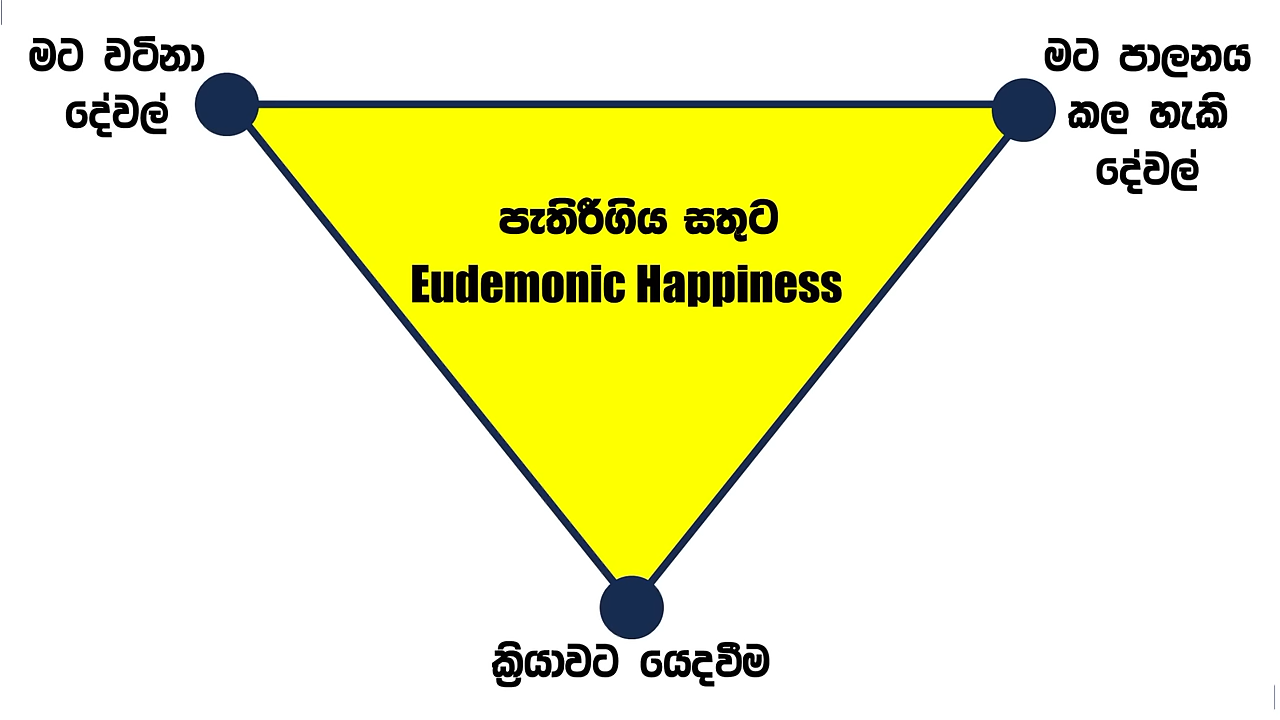 මට වටිනා
දේවල්
මට පාලනය
කල හැකි
දේවල්
පැතිරීගිය සතුට
Eudemonic Happiness
ක්‍රියාවට යෙදවීම